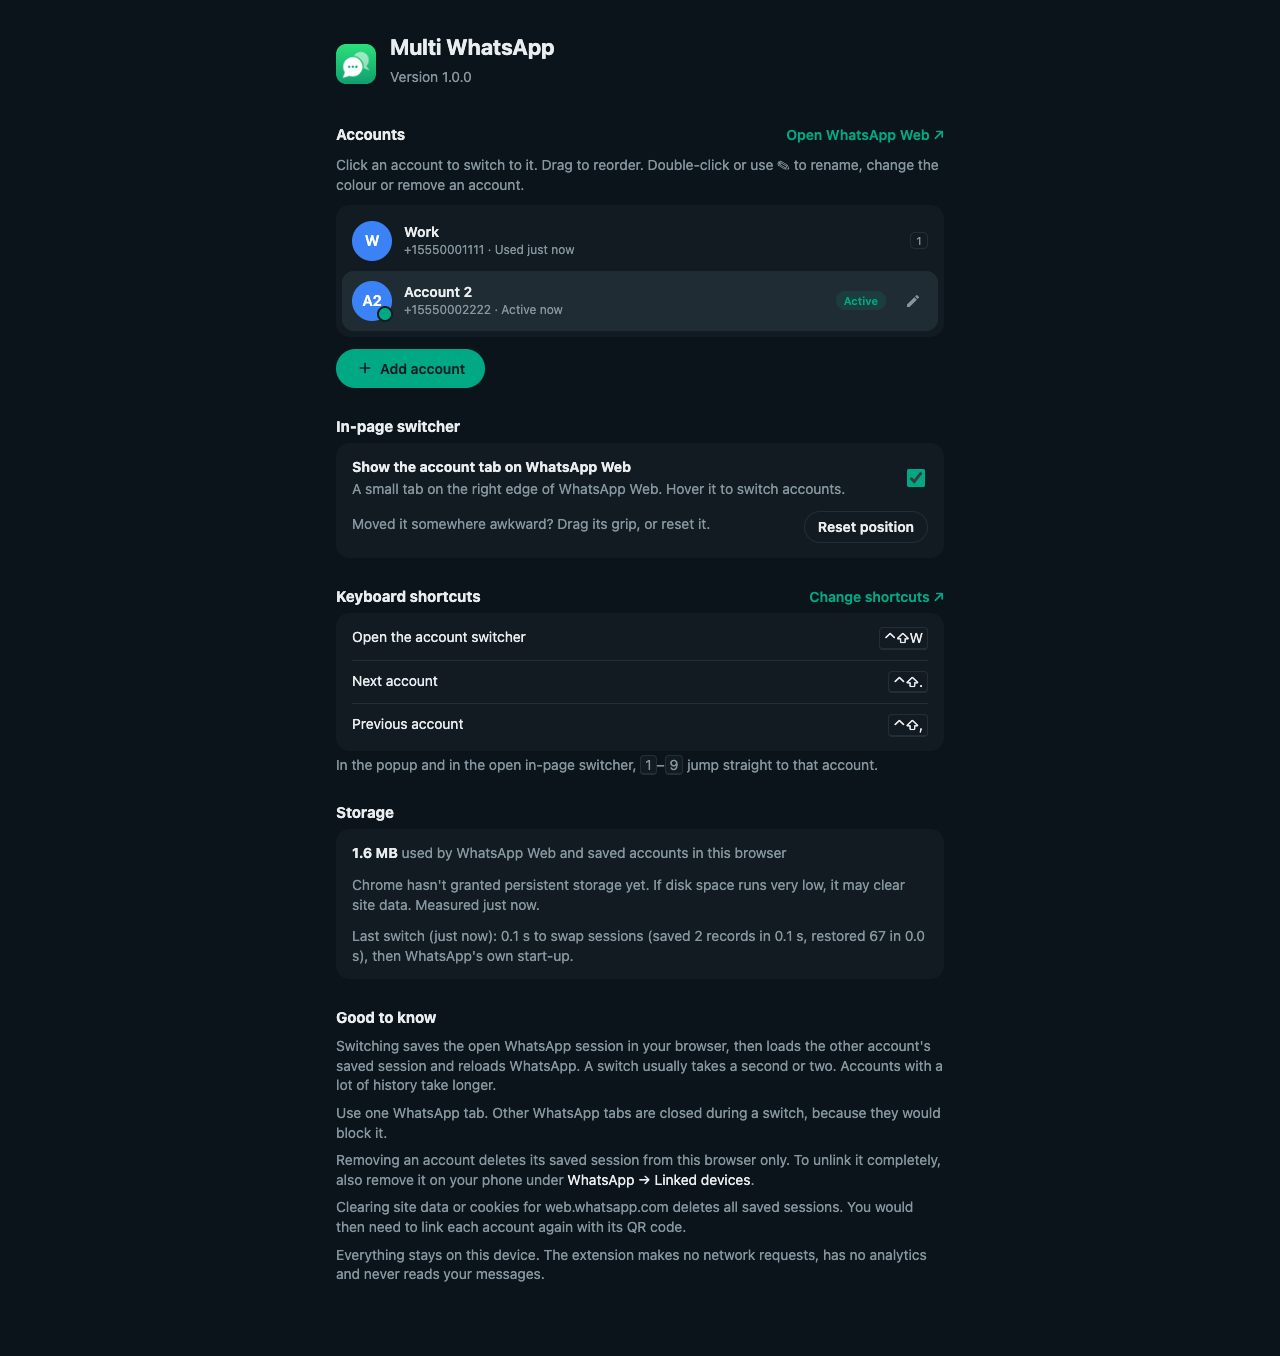 Multi WhatsApp
Version 1.0.0
Accounts
Open WhatsApp Web ↗
Click an account to switch to it. Drag to reorder. Double-click or use ✎ to rename, change the
colour or remove an account.
W
Work
+15550001111 · Used just now
1
A2
Account 2
+15550002222 · Active now
Active
+ Add account
In-page switcher
Show the account tab on WhatsApp Web
A small tab on the right edge of WhatsApp Web. Hover it to switch accounts.
Moved it somewhere awkward? Drag its grip, or reset it.
Reset position
Keyboard shortcuts
Change shortcuts ↗
Open the account switcher
⌃⇧W
Next account
⌃⇧.
Previous account
⌃⇧,
In the popup and in the open in-page switcher, 1–9 jump straight to that account.
Storage
1.6 MB used by WhatsApp Web and saved accounts in this browser
Chrome hasn't granted persistent storage yet. If disk space runs very low, it may clear
site data. Measured just now.
Last switch (just now): 0.1 s to swap sessions (saved 2 records in 0.1 s, restored 67 in 0.0
s), then WhatsApp's own start-up.
Good to know
Switching saves the open WhatsApp session in your browser, then loads the other account's
saved session and reloads WhatsApp. A switch usually takes a second or two. Accounts with a
lot of history take longer.
Use one WhatsApp tab. Other WhatsApp tabs are closed during a switch, because they would
block it.
Removing an account deletes its saved session from this browser only. To unlink it completely,
also remove it on your phone under WhatsApp → Linked devices.
Clearing site data or cookies for web.whatsapp.com deletes all saved sessions. You would
then need to link each account again with its QR code.
Everything stays on this device. The extension makes no network requests, has no analytics
and never reads your messages.